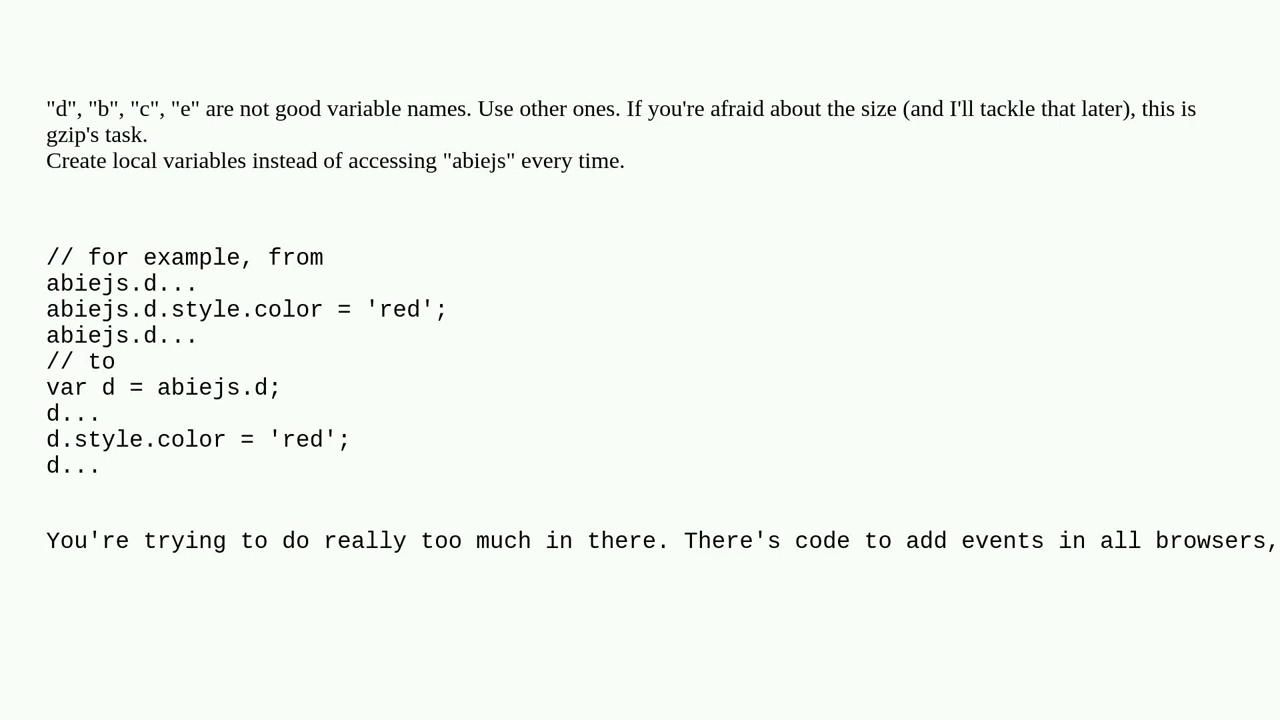 "d", "b", "c", "e" are not good variable names. Use other ones. If you're afraid about the size (and I'll tackle that later), this is
gzip's task.
Create local variables instead of accessing "abiejs" every time.
// for example, from
abiejs.d...
abiejs.d.style.color = 'red';
abiejs.d...
// to
var d = abiejs.d;
d...
d.style.color = 'red';
d...
You're trying to do really too much in there. There's code to add events in all browsers,